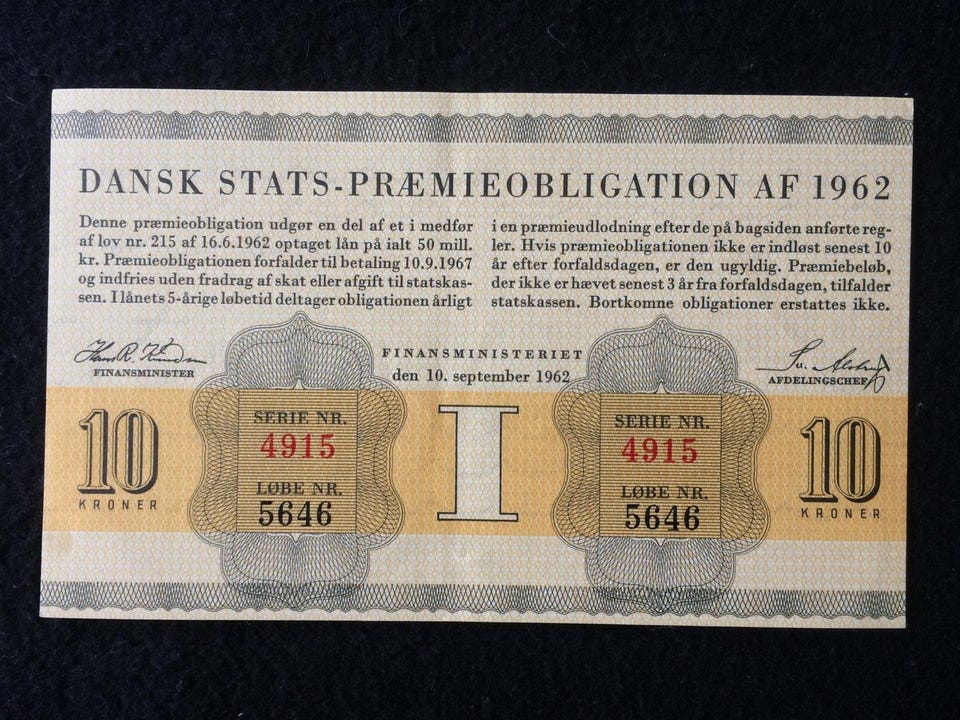 DANSK STATS-PRÆMIEOBLIGATION AF 1962
Denne præmieobligation udgør en del af et i medfør
af lov nr. 215 af 16.6.1962 optaget lån på ialt 50 mill.
kr. Præmieobligationen forfalder til betaling 10.9.1967
og indfries uden fradrag af skat eller afgift til statskas-
sen. I lånets 5-årige løbetid deltager obligationen årligt
i en præmieudlodning efter de på bagsiden anførte reg-
ler. Hvis præmieobligationen ikke er indløst senest 10
år efter forfaldsdagen, er den ugyldig. Præmiebeløb,
der ikke er hævet senest 3 år fra forfaldsdagen, tilfalder
statskassen. Bortkomne obligationer erstattes ikke.
Hans R. Knudsen
FINANSMINISTER
FINANSMINISTERIET
den 10. september 1962
AFDELINGSCHEF
10
KRONER
SERIE NR.
4915
LØBE NR.
5646
I
SERIE NR.
4915
LØBE NR.
5646
10
KRONER